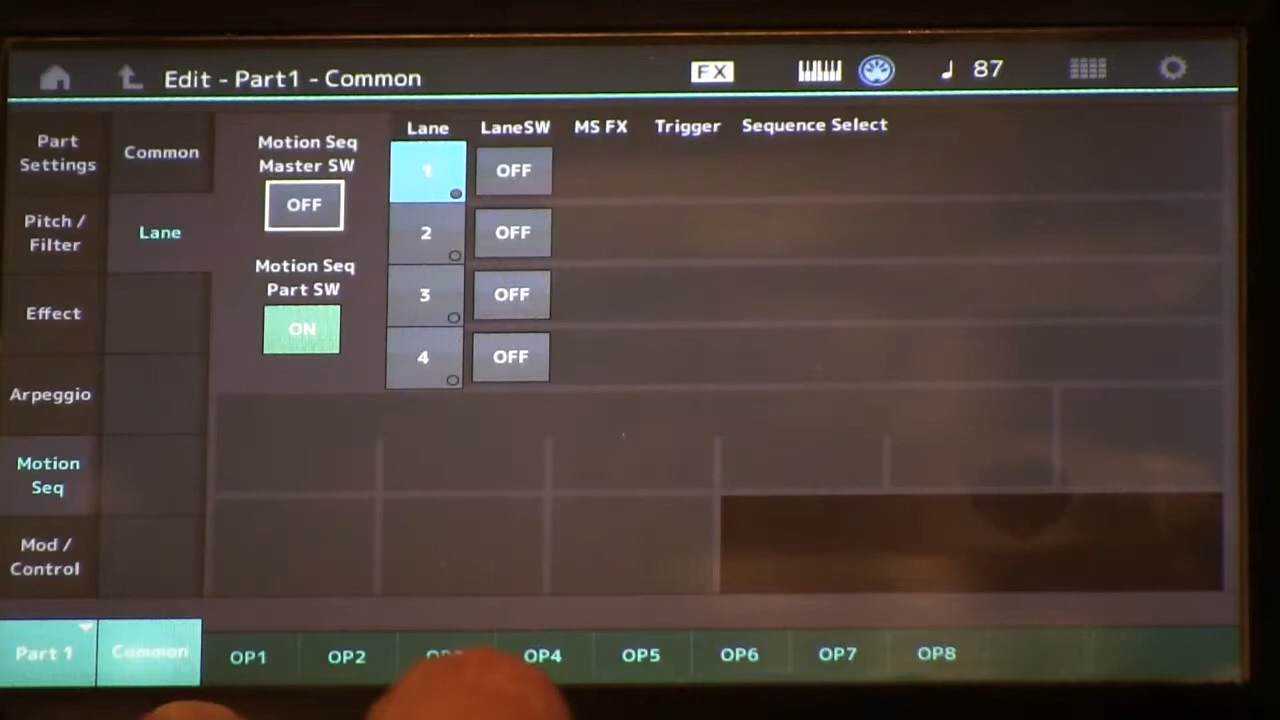 Edit - Part1 - Common
FX
87
Part
Settings
Pitch /
Filter
Effect
Arpeggio
Motion
Seq
Mod /
Control
Common
Lane
Motion Seq
Master SW
OFF
Motion Seq
Part SW
ON
Lane LaneSW MS FX Trigger Sequence Select
1 OFF
2 OFF
3 OFF
4 OFF
Part 1 Common OP1 OP2 OP4 OP5 OP6 OP7 OP8